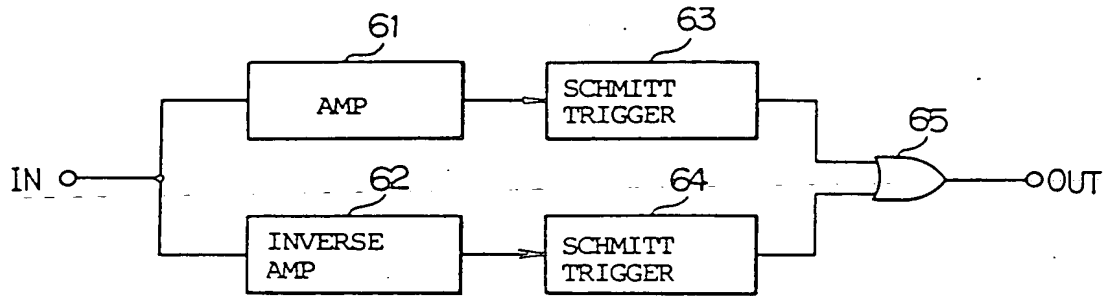 61
63
AMP
SCHMITT
TRIGGER
65
IN
OUT
62
64
INVERSE
AMP
SCHMITT
TRIGGER